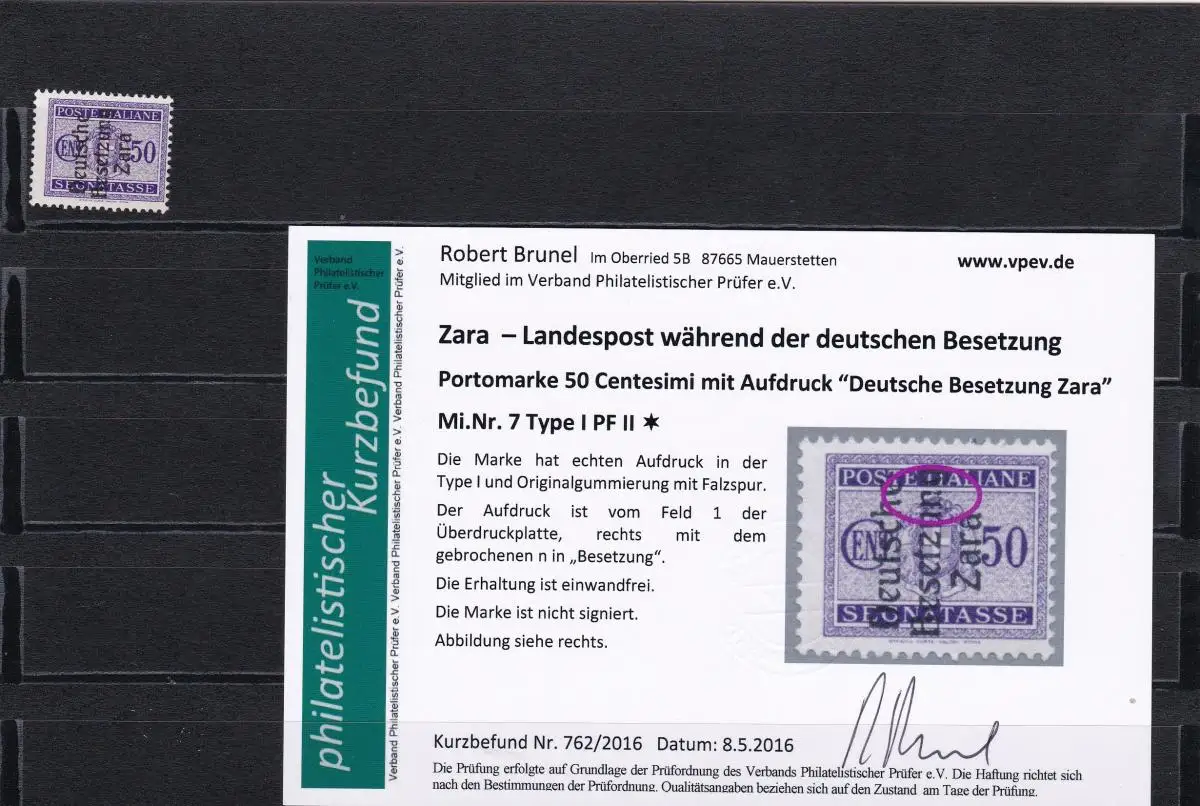 POSTE ITALIANE
CENT 50
SEGNATASSE
Deutsche
Besetzung
Zara
Verband
Philatelistischer
Prüfer e.V.
philatelistischer
Kurzbefund
Verband Philatelistischer Prüfer e.V. Verband Philatelistischer Prüfer e.V. Verband Philatelistischer Prüfer e.V. Verband Philatelistischer Prüfer e.V.
Robert Brunel Im Oberried 5B 87665 Mauerstetten
www.vpev.de
Mitglied im Verband Philatelistischer Prüfer e.V.
Zara – Landespost während der deutschen Besetzung
Portomarke 50 Centesimi mit Aufdruck “Deutsche Besetzung Zara”
Mi.Nr. 7 Type I PF II ✶
Die Marke hat echten Aufdruck in der
Type I und Originalgummierung mit Falzspur.
Der Aufdruck ist vom Feld 1 der
Überdruckplatte, rechts mit dem
gebrochenen n in „Besetzung“.
Die Erhaltung ist einwandfrei.
Die Marke ist nicht signiert.
Abbildung siehe rechts.
POSTE ITALIANE
CENT 50
SEGNATASSE
Deutsche
Besetzung
Zara
Kurzbefund Nr. 762/2016 Datum: 8.5.2016
Die Prüfung erfolgte auf Grundlage der Prüfordnung des Verbands Philatelistischer Prüfer e.V. Die Haftung richtet sich
nach den Bestimmungen der Prüfordnung. Qualitätsangaben beziehen sich auf den Zustand am Tage der Prüfung.